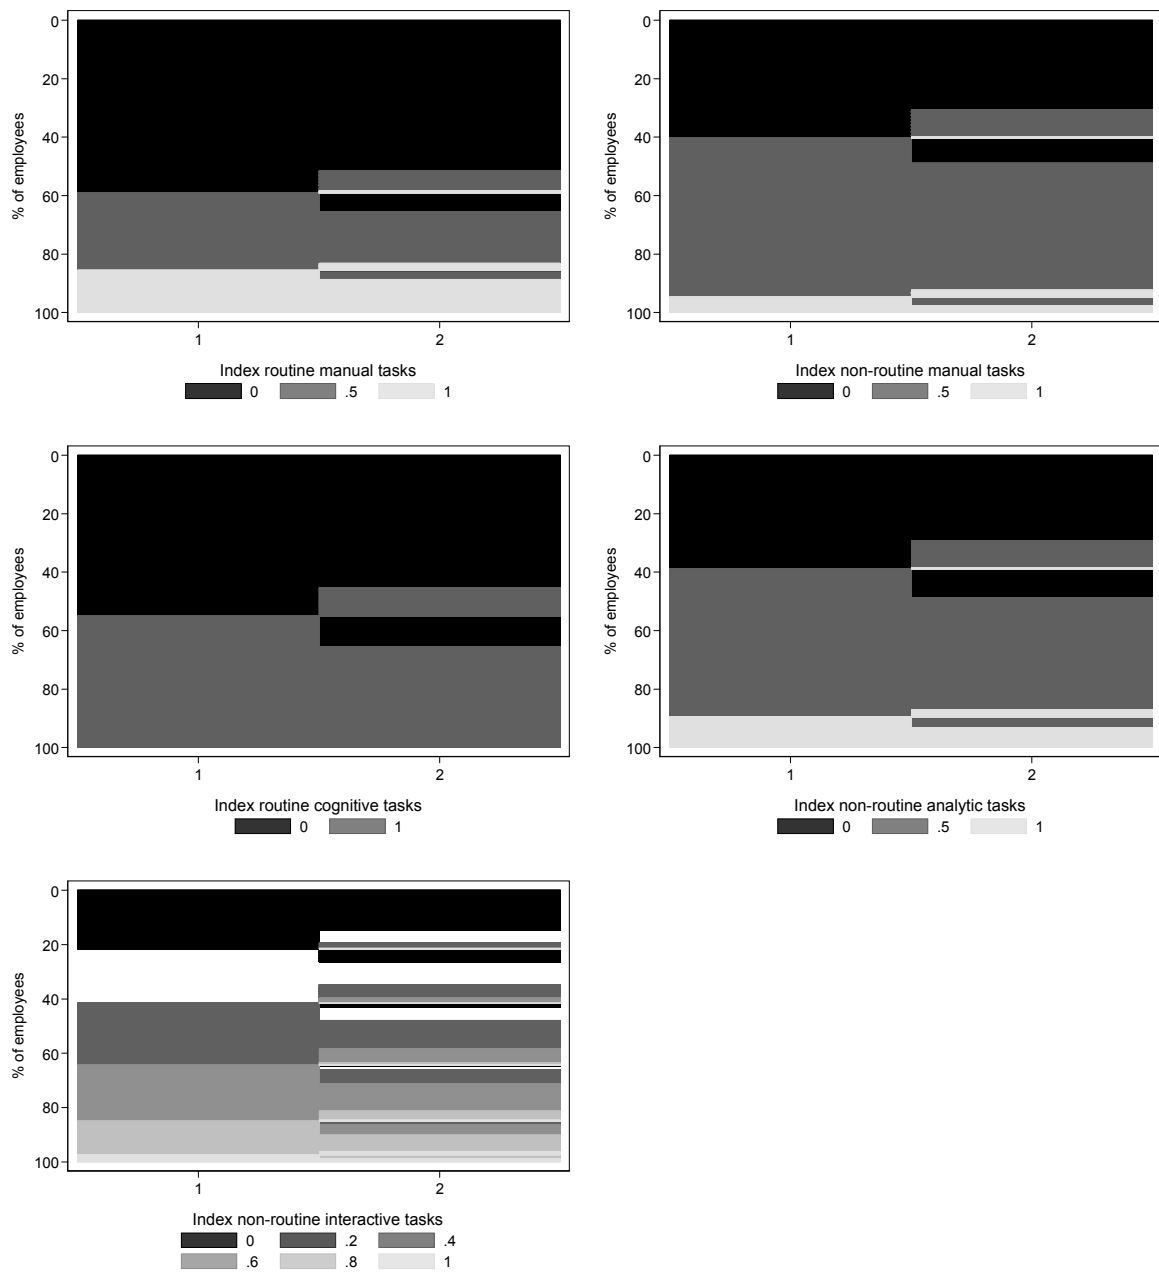 0
20
40
60
80
100
% of employees
1 2
Index routine manual tasks
0 .5 1
0
20
40
60
80
100
% of employees
1 2
Index non-routine manual tasks
0 .5 1
0
20
40
60
80
100
% of employees
1 2
Index routine cognitive tasks
0 1
0
20
40
60
80
100
% of employees
1 2
Index non-routine analytic tasks
0 .5 1
0
20
40
60
80
100
% of employees
1 2
Index non-routine interactive tasks
0 .2 .4
.6 .8 1